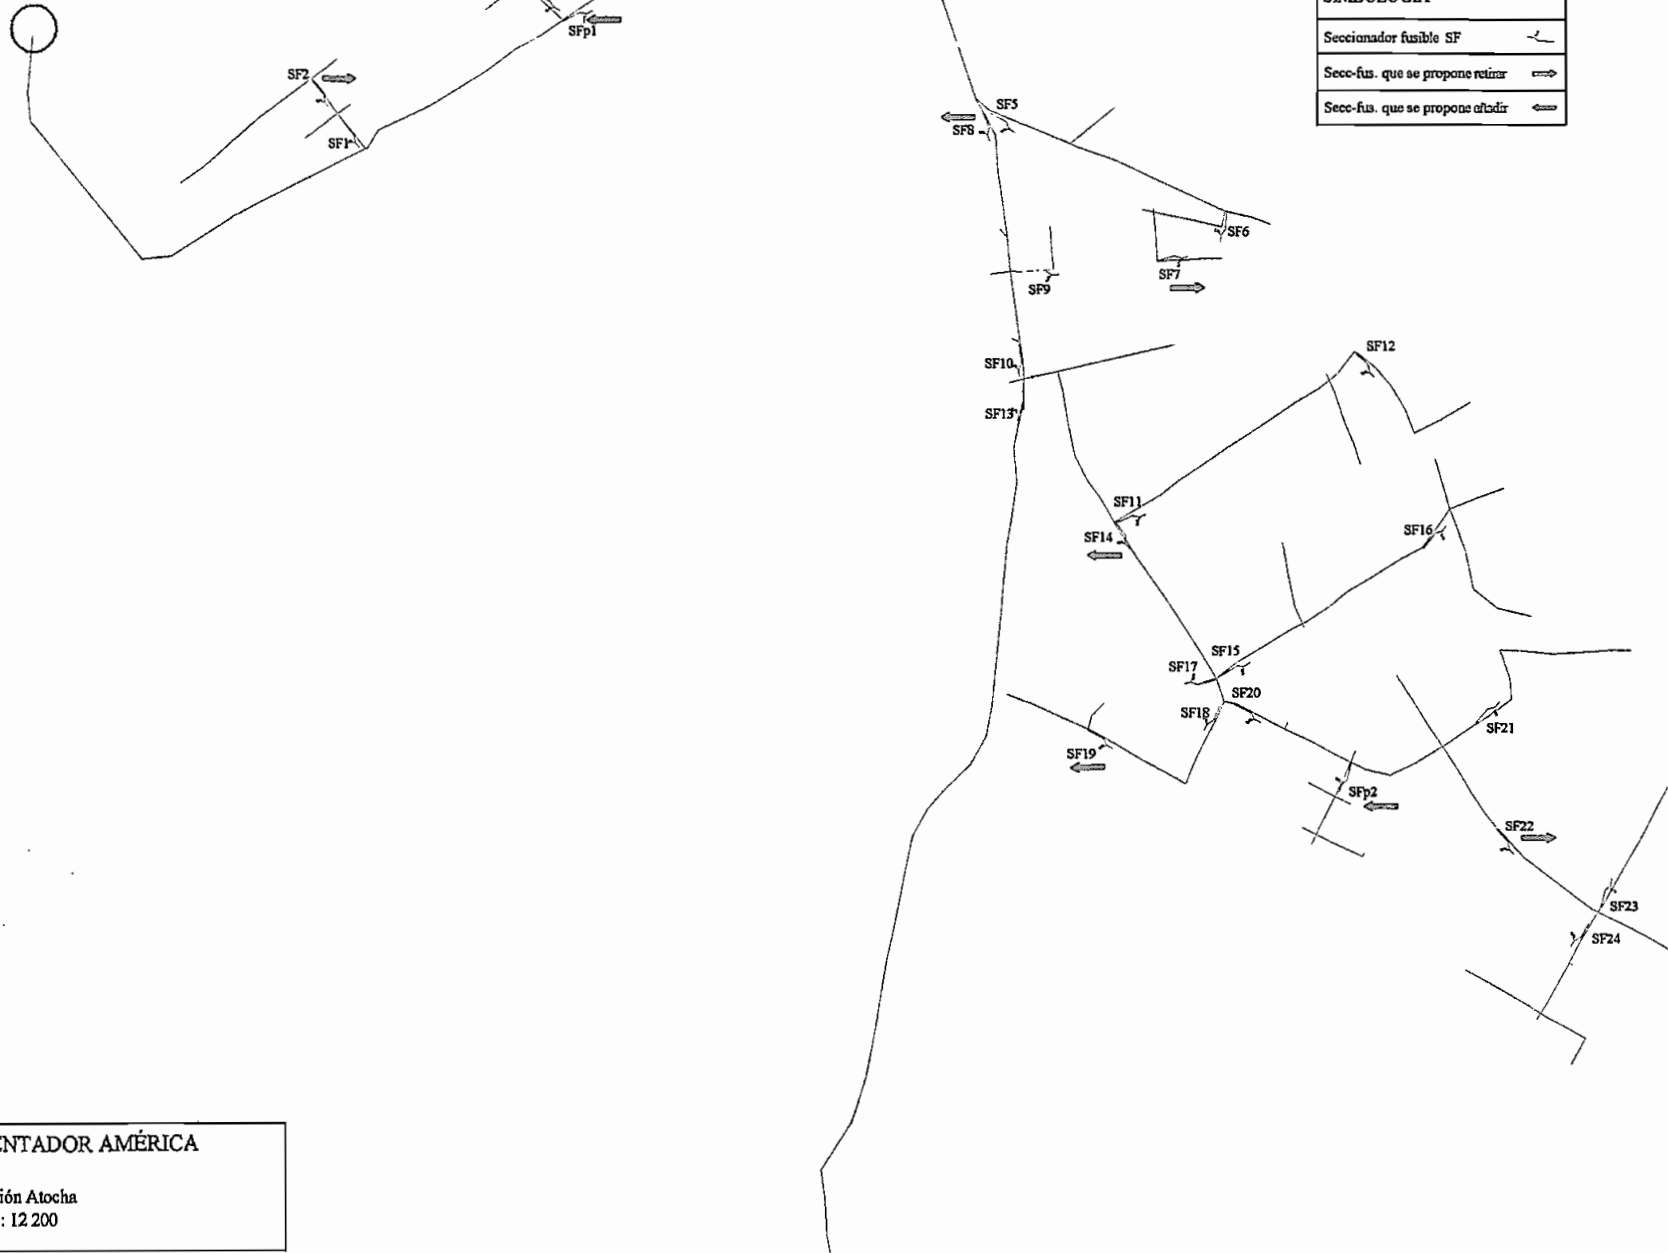 SIMBOLOGIA
Seccionador fusible SF
Secc-fus. que se propone retirar
Secc-fus. que se propone añadir
SFp1
SF2
SF1
SF5
SF8
SF6
SF7
SF9
SF10
SF12
SF13
SF11
SF14
SF16
SF15
SF17
SF20
SF18
SF21
SF19
SFp2
SF22
SF23
SF24
ENTADOR AMÉRICA
ión Atocha
: 12 200